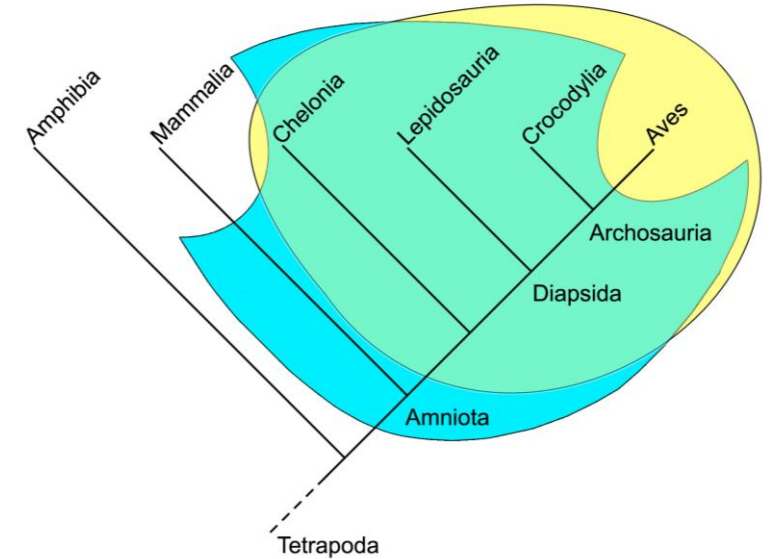 Amphibia
Mammalia
Chelonia
Lepidosauria
Crocodylia
Aves
Archosauria
Diapsida
Amniota
Tetrapoda